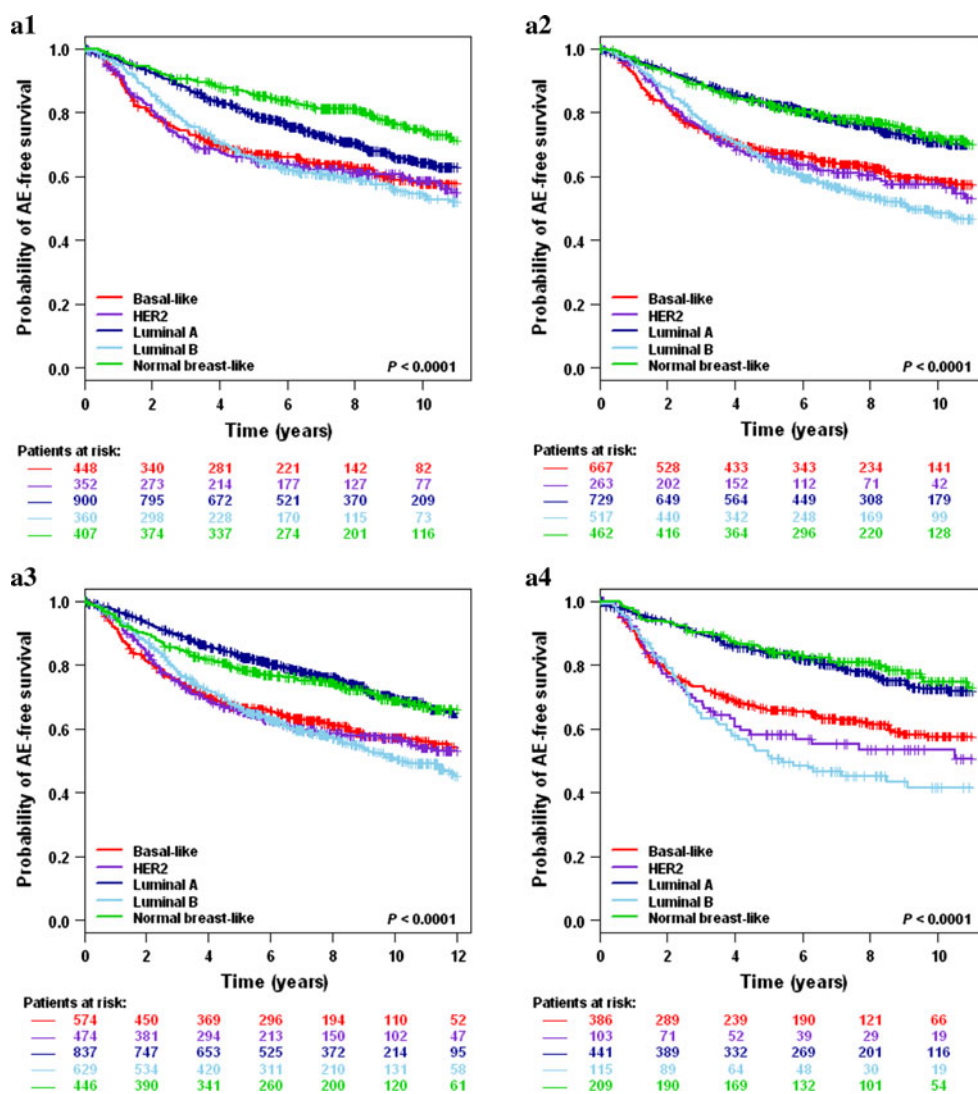 a1
1.0
0.8
0.6
0.4
0.2
0.0
Probability of AE-free survival
Basal-like
HER2
Luminal A
Luminal B
Normal breast-like
P < 0.0001
0 2 4 6 8 10
Time (years)
Patients at risk:
448 340 281 221 142 82
352 273 214 177 127 77
900 795 672 521 370 209
360 298 228 170 115 73
407 374 337 274 201 116
a2
1.0
0.8
0.6
0.4
0.2
0.0
Probability of AE-free survival
Basal-like
HER2
Luminal A
Luminal B
Normal breast-like
P < 0.0001
0 2 4 6 8 10
Time (years)
Patients at risk:
667 528 433 343 234 141
263 202 152 112 71 42
729 649 564 449 308 179
517 440 342 248 169 99
462 416 364 296 220 128
a3
1.0
0.8
0.6
0.4
0.2
0.0
Probability of AE-free survival
Basal-like
HER2
Luminal A
Luminal B
Normal breast-like
P < 0.0001
0 2 4 6 8 10 12
Time (years)
Patients at risk:
574 450 369 296 194 110 52
474 381 294 213 150 102 47
837 747 653 525 372 214 95
629 534 420 311 210 131 58
446 390 341 260 200 120 61
a4
1.0
0.8
0.6
0.4
0.2
0.0
Probability of AE-free survival
Basal-like
HER2
Luminal A
Luminal B
Normal breast-like
P < 0.0001
0 2 4 6 8 10
Time (years)
Patients at risk:
386 289 239 190 121 66
103 71 52 39 29 19
441 389 332 269 201 116
115 89 64 48 30 19
209 190 169 132 101 54